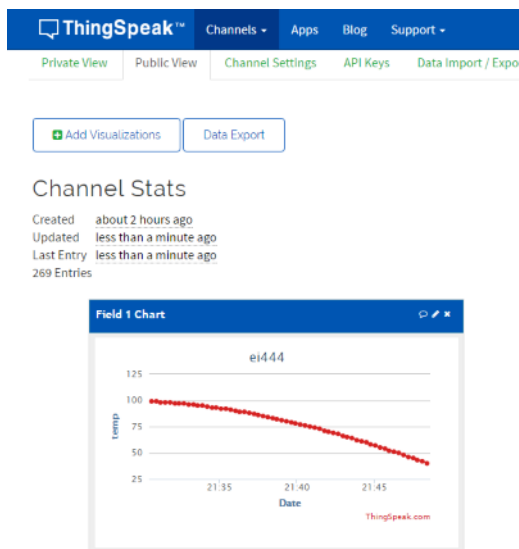 ThingSpeak™ Channels Apps Blog Support
Private View Public View Channel Settings API Keys Data Import / Expo
Add Visualizations Data Export
Channel Stats
Created about 2 hours ago
Updated less than a minute ago
Last Entry less than a minute ago
269 Entries
Field 1 Chart
ei444
125
100
75
50
25
temp
21:35 21:40 21:45
Date
ThingSpeak.com